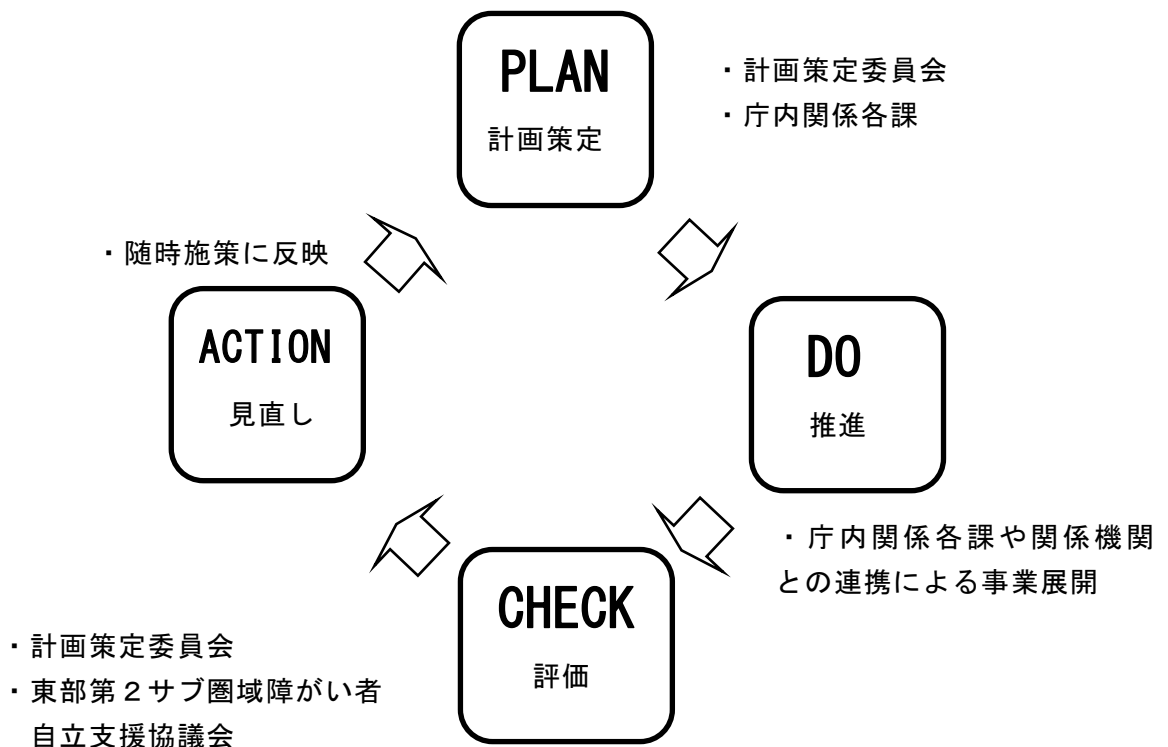 PLAN
計画策定
・計画策定委員会
・庁内関係各課
・随時施策に反映
ACTION
見直し
DO
推進
・庁内関係各課や関係機関
との連携による事業展開
CHECK
評価
・計画策定委員会
・東部第２サブ圏域障がい者
自立支援協議会